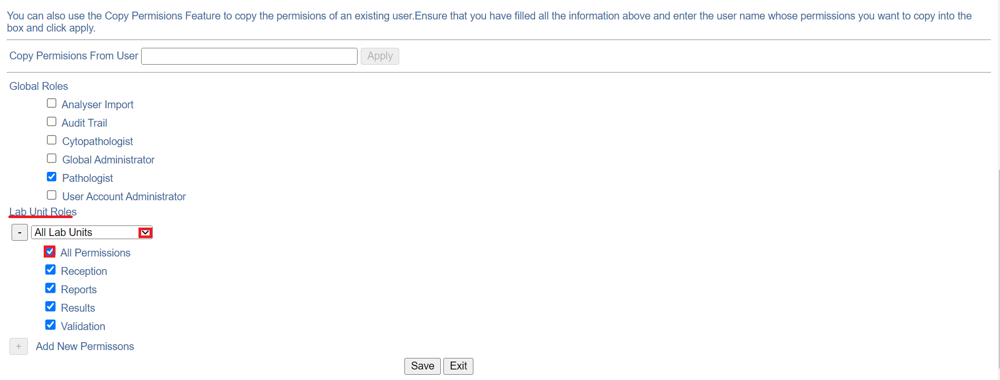 You can also use the Copy Permisions Feature to copy the permisions of an existing user.Ensure that you have filled all the information above and enter the user name whose permissions you want to copy into the
box and click apply.
Copy Permisions From User Apply
Global Roles
Analyser Import
Audit Trail
Cytopathologist
Global Administrator
Pathologist
User Account Administrator
Lab Unit Roles
- All Lab Units
All Permissions
Reception
Reports
Results
Validation
+ Add New Permissons
Save Exit